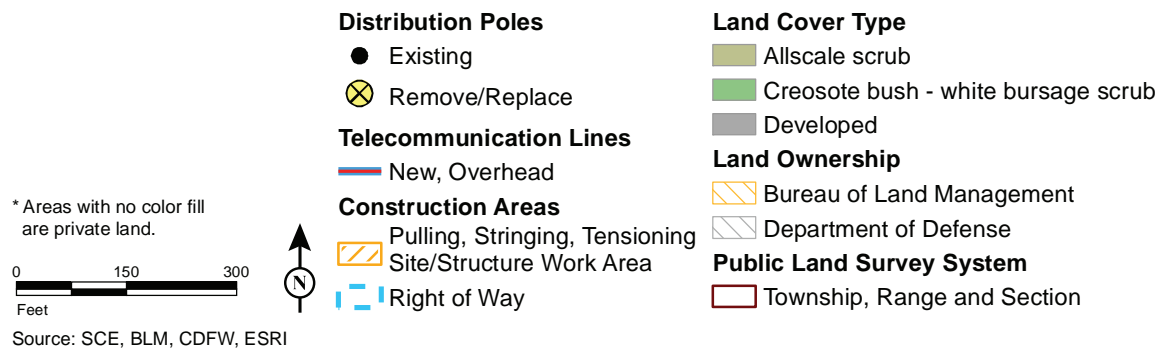 * Areas with no color fill
are private land.
0 150 300
Feet
N
Source: SCE, BLM, CDFW, ESRI
Distribution Poles
Existing
Remove/Replace
Telecommunication Lines
New, Overhead
Construction Areas
Pulling, Stringing, Tensioning
Site/Structure Work Area
Right of Way
Land Cover Type
Allscale scrub
Creosote bush - white bursage scrub
Developed
Land Ownership
Bureau of Land Management
Department of Defense
Public Land Survey System
Township, Range and Section